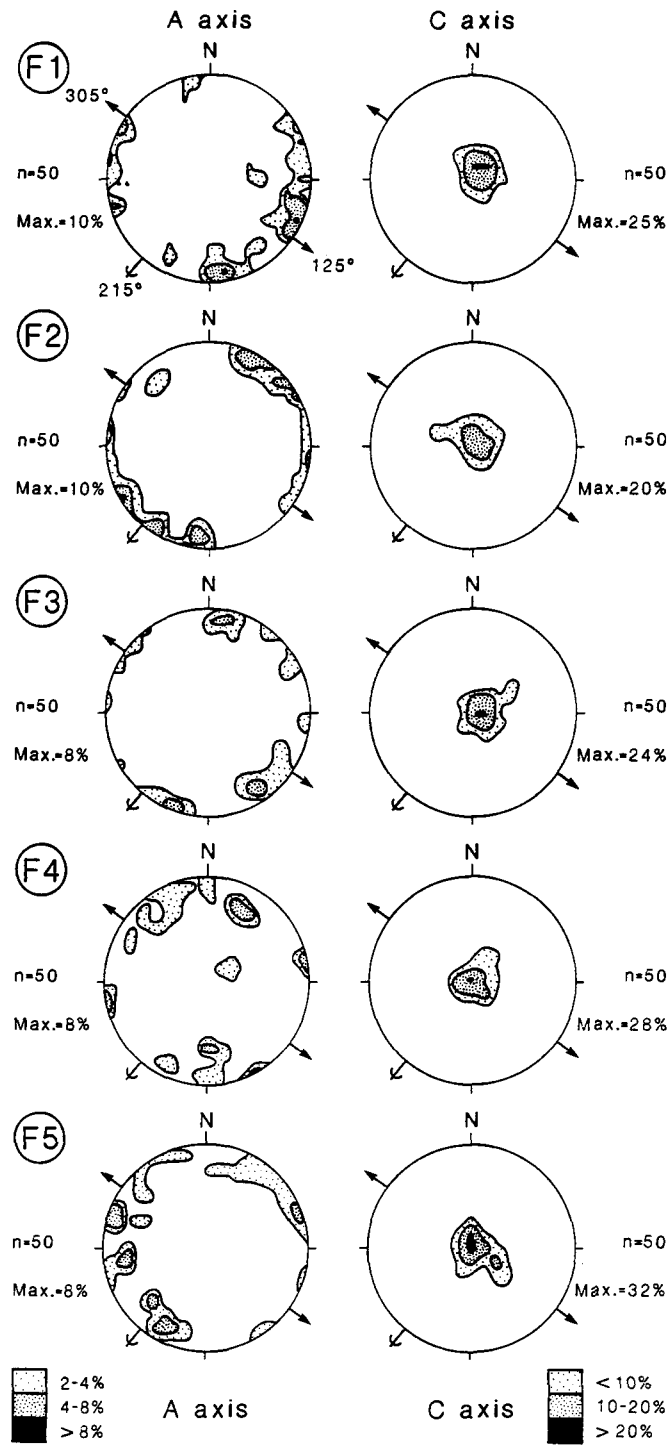 A axis C axis
F1 N N
305°
n=50 n=50
Max.=10% Max.=25%
125°
215°
F2 N N
n=50 n=50
Max.=10% Max.=20%
F3 N N
n=50 n=50
Max.=8% Max.=24%
F4 N N
n=50 n=50
Max.=8% Max.=28%
F5 N N
n=50 n=50
Max.=8% Max.=32%
2-4% <10%
4-8% A axis C axis 10-20%
>8% >20%